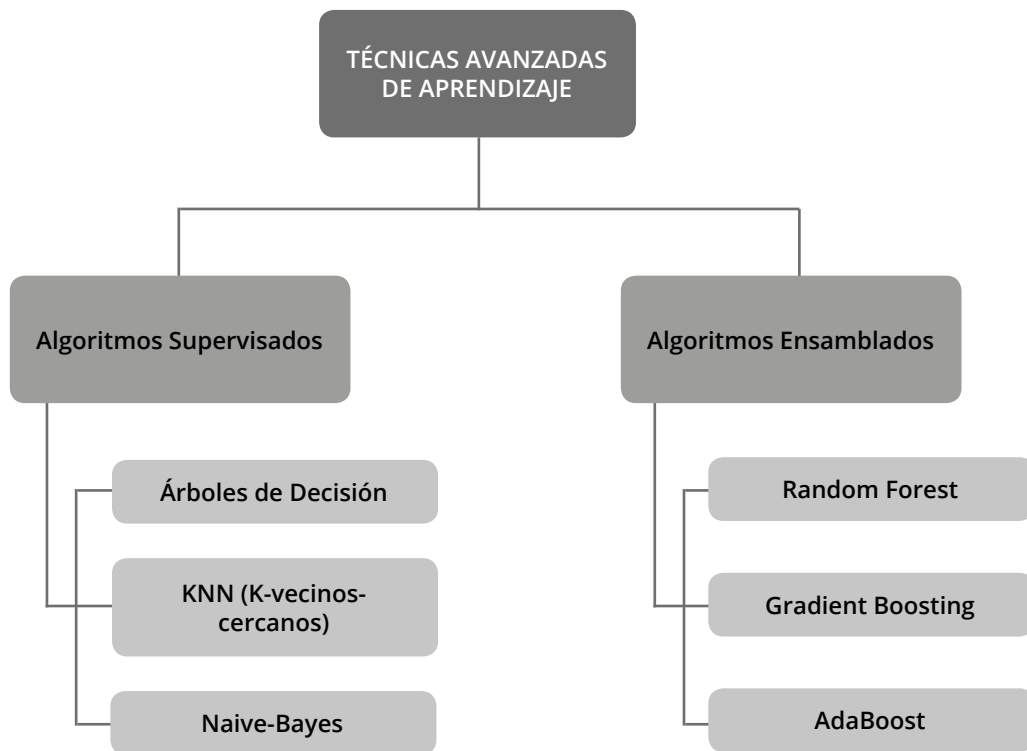 TÉCNICAS AVANZADAS
DE APRENDIZAJE
Algoritmos Supervisados
Árboles de Decisión
KNN (K-vecinos-
cercanos)
Naive-Bayes
Algoritmos Ensamblados
Random Forest
Gradient Boosting
AdaBoost